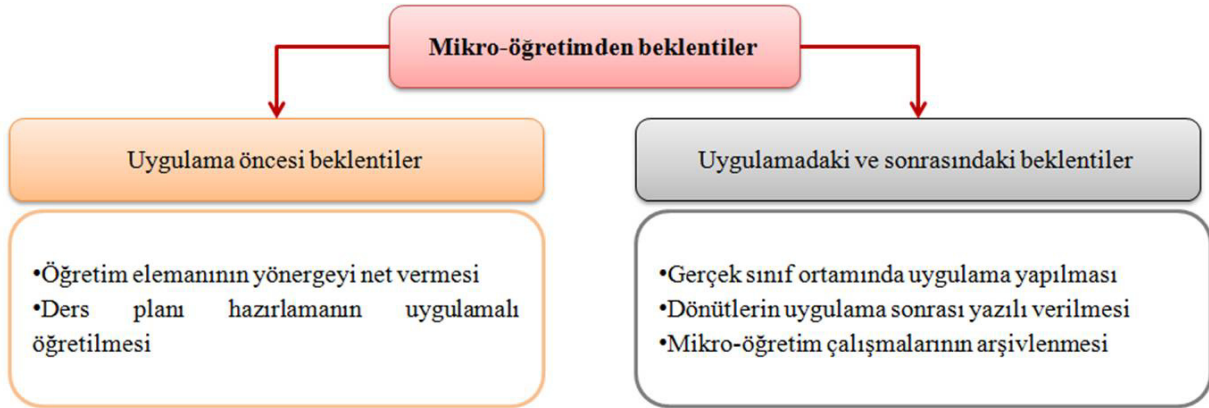 Mikro-öğretimden beklentiler
Uygulama öncesi beklentiler
•Öğretim elemanının yönergeyi net vermesi
•Ders planı hazırlamanın uygulamalı
öğretilmesi
Uygulamadaki ve sonrasındaki beklentiler
•Gerçek sınıf ortamında uygulama yapılması
•Dönütlerin uygulama sonrası yazılı verilmesi
•Mikro-öğretim çalışmalarının arşivlenmesi